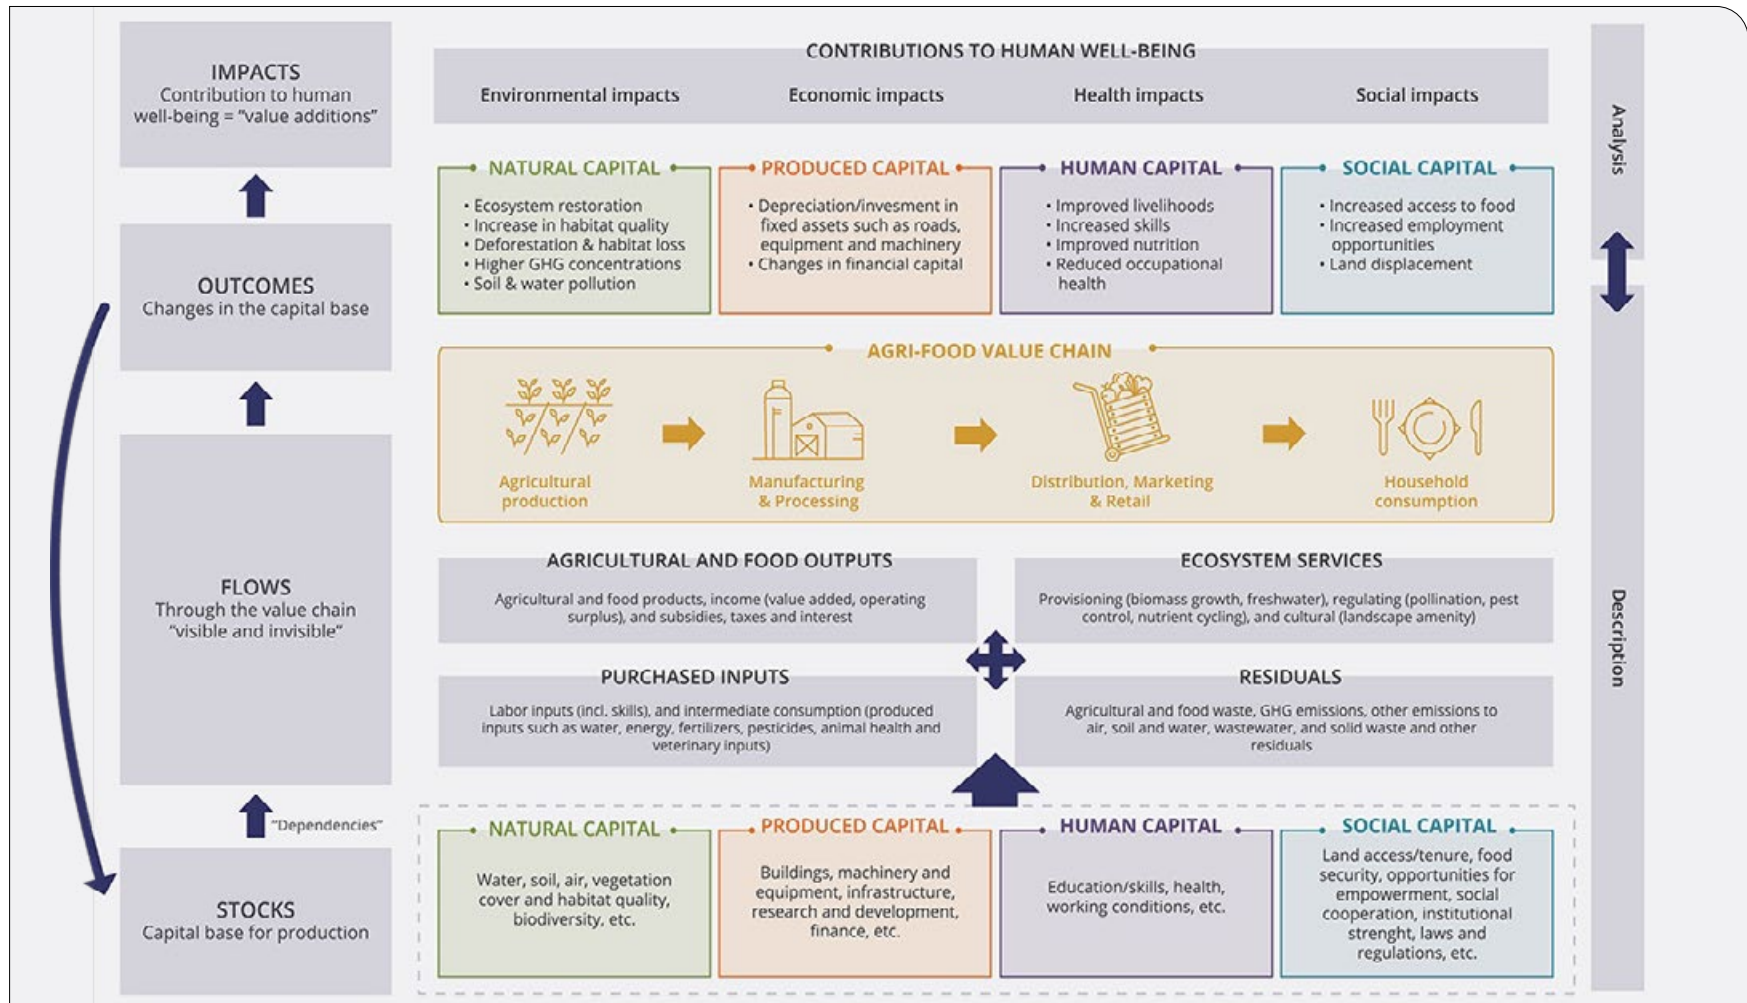 IMPACTS
Contribution to human
well-being = “value additions”
OUTCOMES
Changes in the capital base
FLOWS
Through the value chain
“visible and invisible”
"Dependencies"
STOCKS
Capital base for production
CONTRIBUTIONS TO HUMAN WELL-BEING
Environmental impacts
Economic impacts
Health impacts
Social impacts
NATURAL CAPITAL
• Ecosystem restoration
• Increase in habitat quality
• Deforestation & habitat loss
• Higher GHG concentrations
• Soil & water pollution
PRODUCED CAPITAL
• Depreciation/invesment in
fixed assets such as roads,
equipment and machinery
• Changes in financial capital
HUMAN CAPITAL
• Improved livelihoods
• Increased skills
• Improved nutrition
• Reduced occupational
health
SOCIAL CAPITAL
• Increased access to food
• Increased employment
opportunities
• Land displacement
AGRI-FOOD VALUE CHAIN
Agricultural
production
Manufacturing
& Processing
Distribution, Marketing
& Retail
Household
consumption
AGRICULTURAL AND FOOD OUTPUTS
Agricultural and food products, income (value added, operating
surplus), and subsidies, taxes and interest
ECOSYSTEM SERVICES
Provisioning (biomass growth, freshwater), regulating (pollination, pest
control, nutrient cycling), and cultural (landscape amenity)
PURCHASED INPUTS
Labor inputs (incl. skills), and intermediate consumption (produced
inputs such as water, energy, fertilizers, pesticides, animal health and
veterinary inputs)
RESIDUALS
Agricultural and food waste, GHG emissions, other emissions to
air, soil and water, wastewater, and solid waste and other
residuals
NATURAL CAPITAL
Water, soil, air, vegetation
cover and habitat quality,
biodiversity, etc.
PRODUCED CAPITAL
Buildings, machinery and
equipment, infrastructure,
research and development,
finance, etc.
HUMAN CAPITAL
Education/skills, health,
working conditions, etc.
SOCIAL CAPITAL
Land access/tenure, food
security, opportunities for
empowerment, social
cooperation, institutional
strenght, laws and
regulations, etc.
Analysis
Description